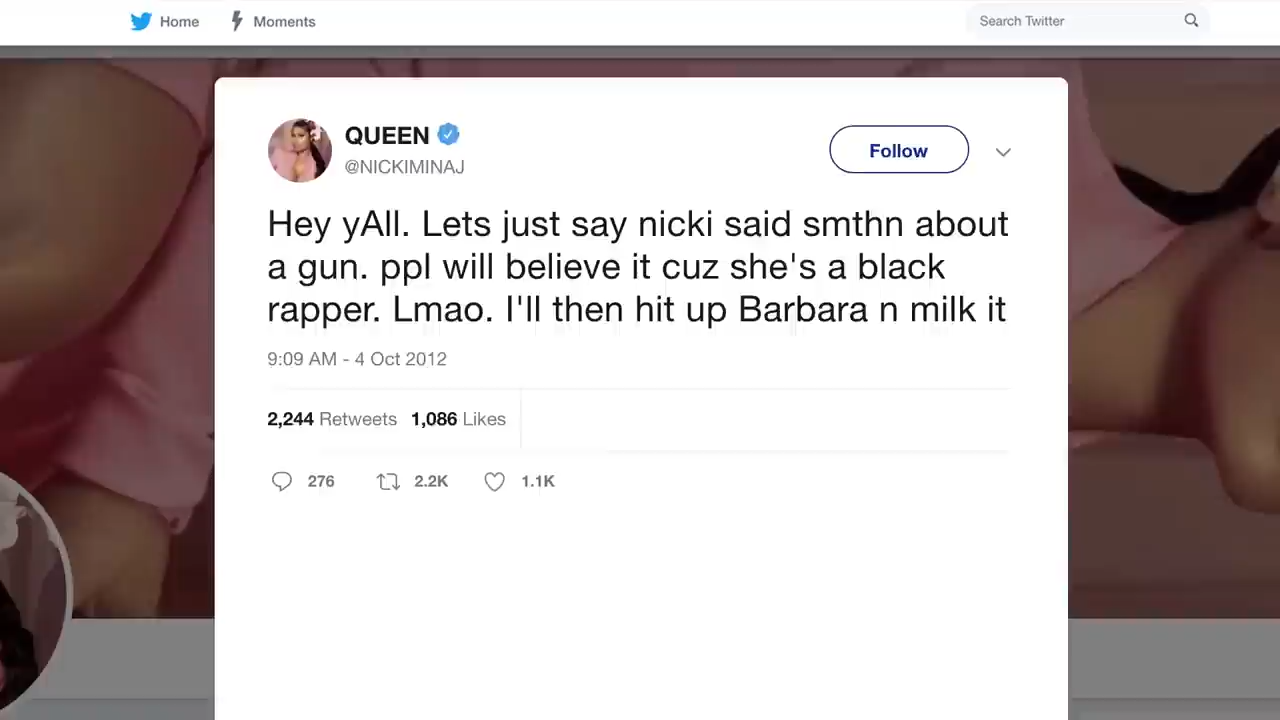 Home Moments Search Twitter
QUEEN
@NICKIMINAJ
Follow
Hey yAll. Lets just say nicki said smthn about
a gun. ppl will believe it cuz she's a black
rapper. Lmao. I'll then hit up Barbara n milk it
9:09 AM - 4 Oct 2012
2,244 Retweets 1,086 Likes
276 2.2K 1.1K